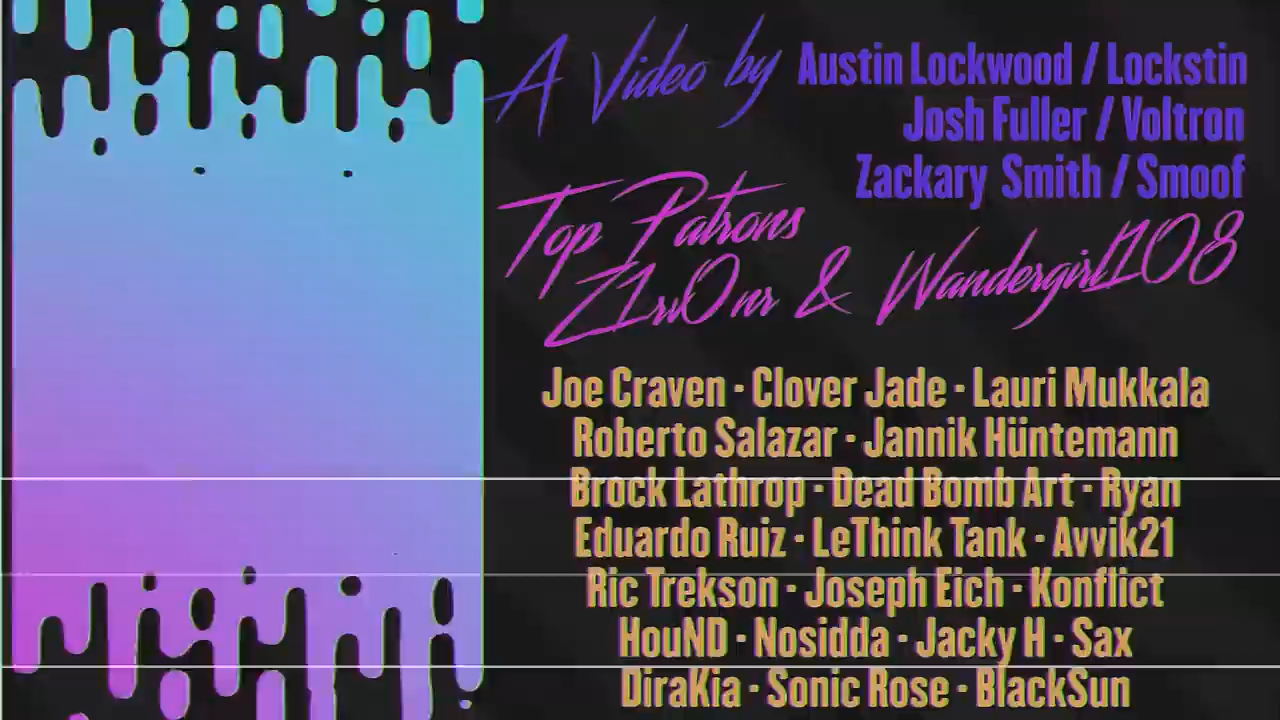 A Video by Austin Lockwood / Lockstin
Josh Fuller / Voltron
Zackary Smith / Smoof
Top Patrons
Z1rr0nr & Wandergirl108
Joe Craven · Clover Jade · Lauri Mukkala
Roberto Salazar · Jannik Hüntemann
Brock Lathrop · Dead Bomb Art · Ryan
Eduardo Ruiz · LeThink Tank · Avvik21
Ric Trekson · Joseph Eich · Konflict
HouND · Nosidda · Jacky H · Sax
DiraKia · Sonic Rose · BlackSun